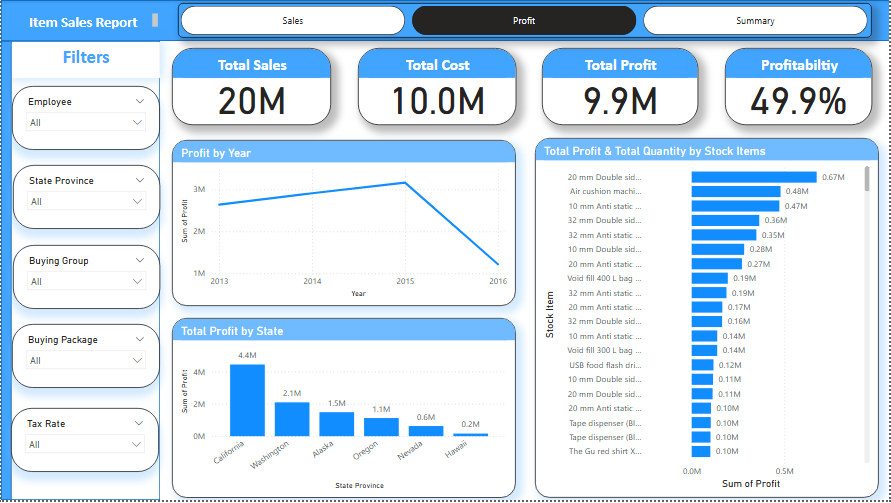 Item Sales Report
Sales
Profit
Summary
Filters
Employee
All
State Province
All
Buying Group
All
Buying Package
All
Tax Rate
All
Total Sales
20M
Total Cost
10.0M
Total Profit
9.9M
Profitabiltiy
49.9%
Profit by Year
Sum of Profit
3M
2M
1M
2013 2014 2015 2016
Year
Total Profit by State
Sum of Profit
4M
2M
0M
4.4M
2.1M
1.5M
1.1M
0.6M
0.2M
California
Washington
Alaska
Oregon
Nevada
Hawaii
State Province
Total Profit & Total Quantity by Stock Items
Stock Item
20 mm Double sid... 0.67M
Air cushion machi... 0.48M
10 mm Anti static ... 0.47M
32 mm Double sid... 0.36M
32 mm Anti static ... 0.35M
10 mm Double sid... 0.28M
20 mm Anti static ... 0.27M
Void fill 400 L bag ... 0.19M
32 mm Anti static ... 0.19M
20 mm Anti static ... 0.17M
32 mm Double sid... 0.16M
10 mm Anti static ... 0.14M
Void fill 300 L bag ... 0.14M
USB food flash dri... 0.12M
10 mm Double sid... 0.11M
20 mm Double sid... 0.11M
20 mm Anti static ... 0.10M
Tape dispenser (Bl... 0.10M
Tape dispenser (Bl... 0.10M
The Gu red shirt X... 0.10M
0.0M 0.5M
Sum of Profit